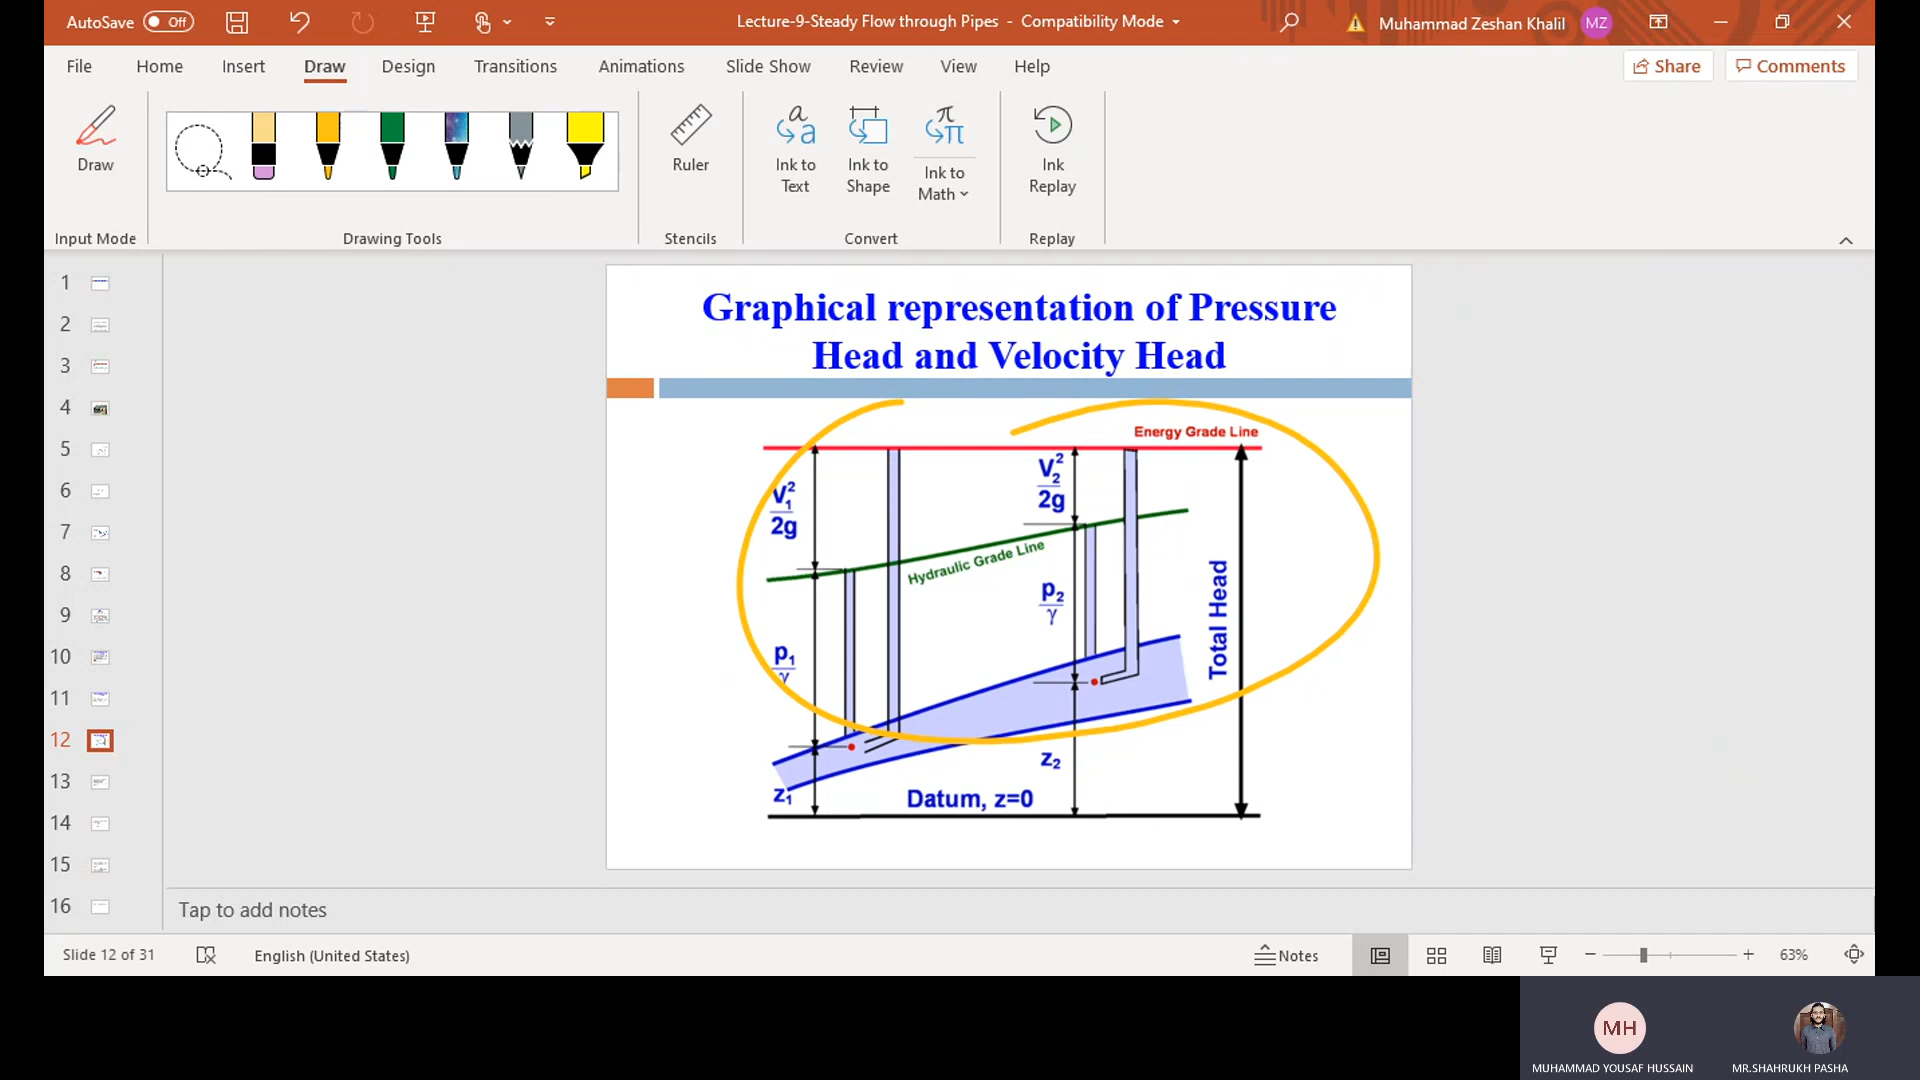 AutoSave Off
Lecture-9-Steady Flow through Pipes - Compatibility Mode
Muhammad Zeshan Khalil MZ
File Home Insert Draw Design Transitions Animations Slide Show Review View Help
Share Comments
Draw
Ruler
Ink to Text
Ink to Shape
Ink to Math
Ink Replay
Input Mode Drawing Tools Stencils Convert Replay
1
2
3
4
5
6
7
8
9
10
11
12
13
14
15
16
Graphical representation of Pressure
Head and Velocity Head
Energy Grade Line
V₁²/2g
V₂²/2g
Hydraulic Grade Line
p₁/γ
p₂/γ
Total Head
z₁
z₂
Datum, z=0
Tap to add notes
Slide 12 of 31
English (United States)
Notes
63%
MH
MUHAMMAD YOUSAF HUSSAIN
MR.SHAHRUKH PASHA